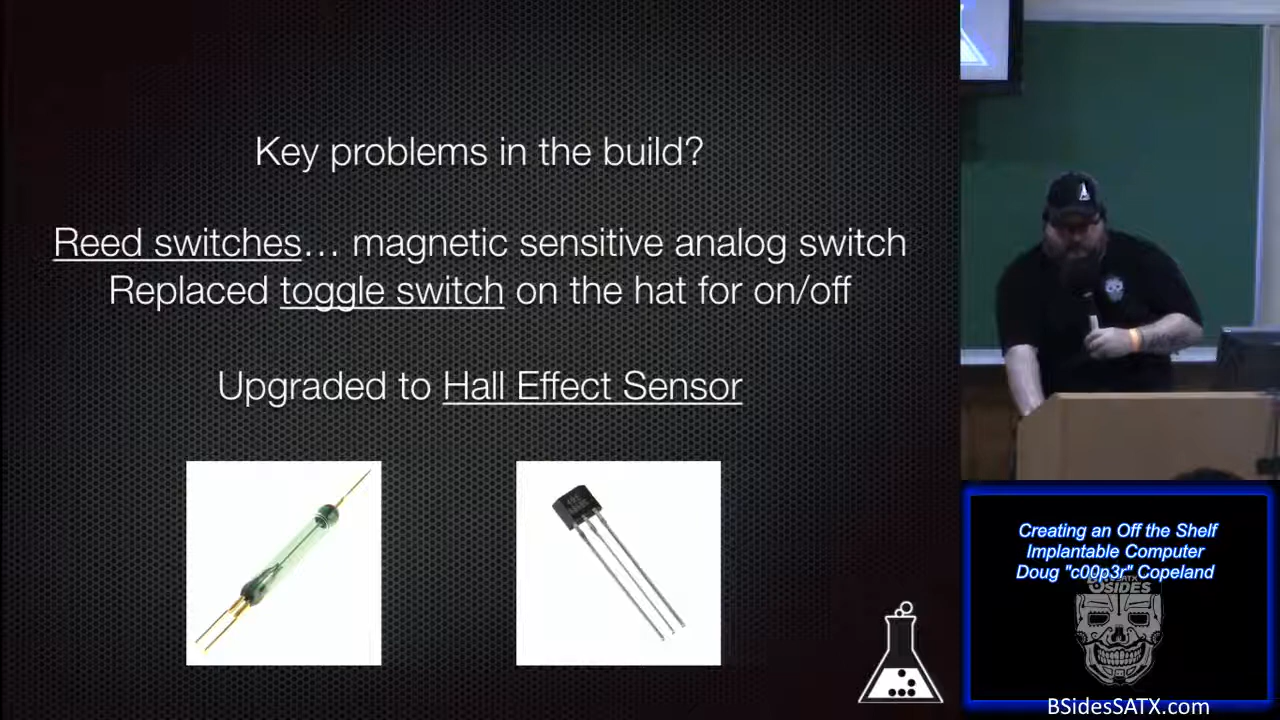 Key problems in the build?
Reed switches… magnetic sensitive analog switch
Replaced toggle switch on the hat for on/off
Upgraded to Hall Effect Sensor
Creating an Off the Shelf
Implantable Computer
Doug "c00p3r" Copeland
BSIDES
BSidesSATX.com